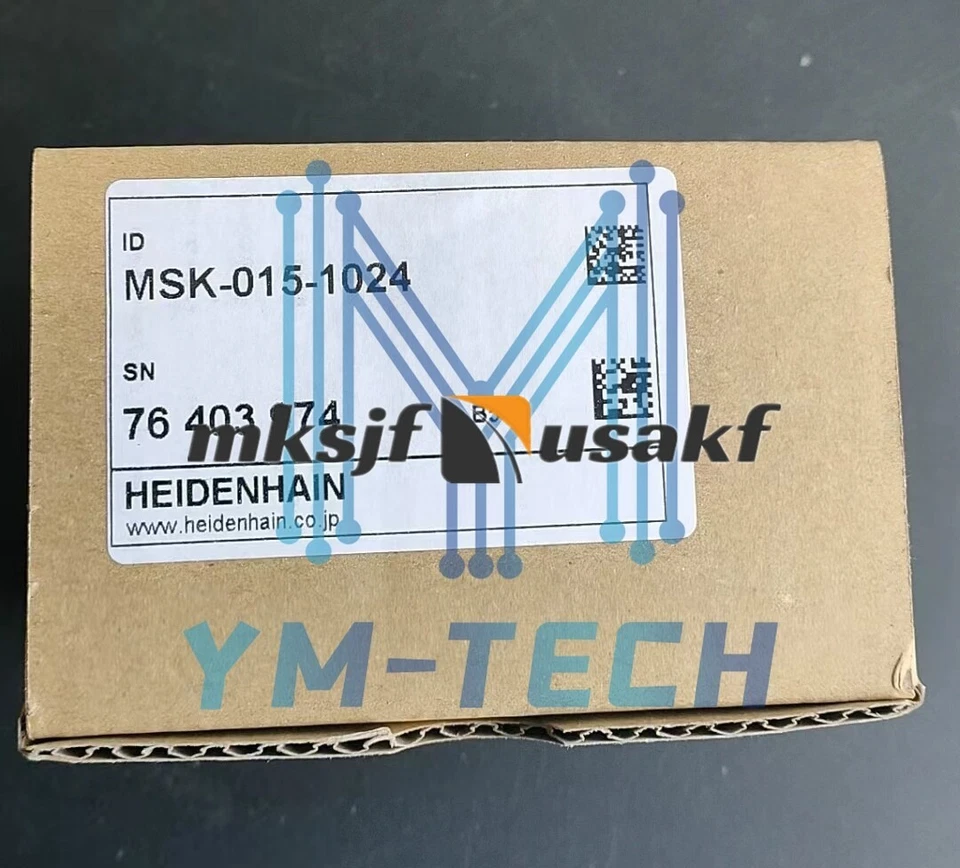 ID
MSK-015-1024
SN
76 403
mksjf usakf
HEIDENHAIN
www.heidenhain.co.jp
YM-TECH